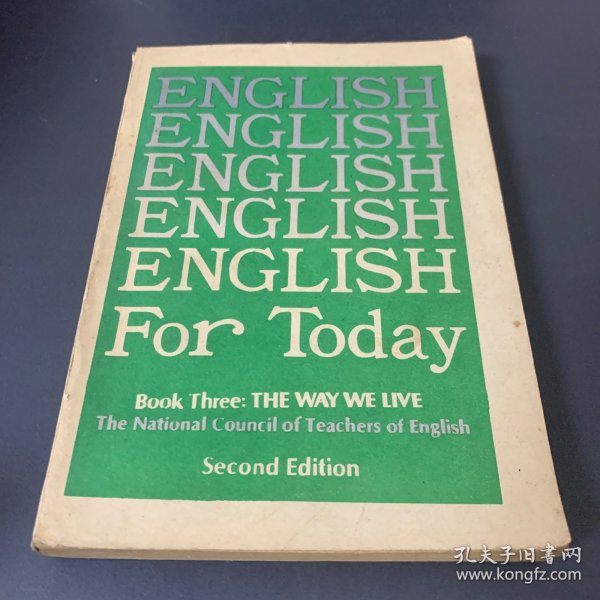 ENGLISH
ENGLISH
ENGLISH
ENGLISH
ENGLISH
For Today
Book Three: THE WAY WE LIVE
The National Council of Teachers of English
Second Edition
孔夫子旧書网
www.kongfz.com